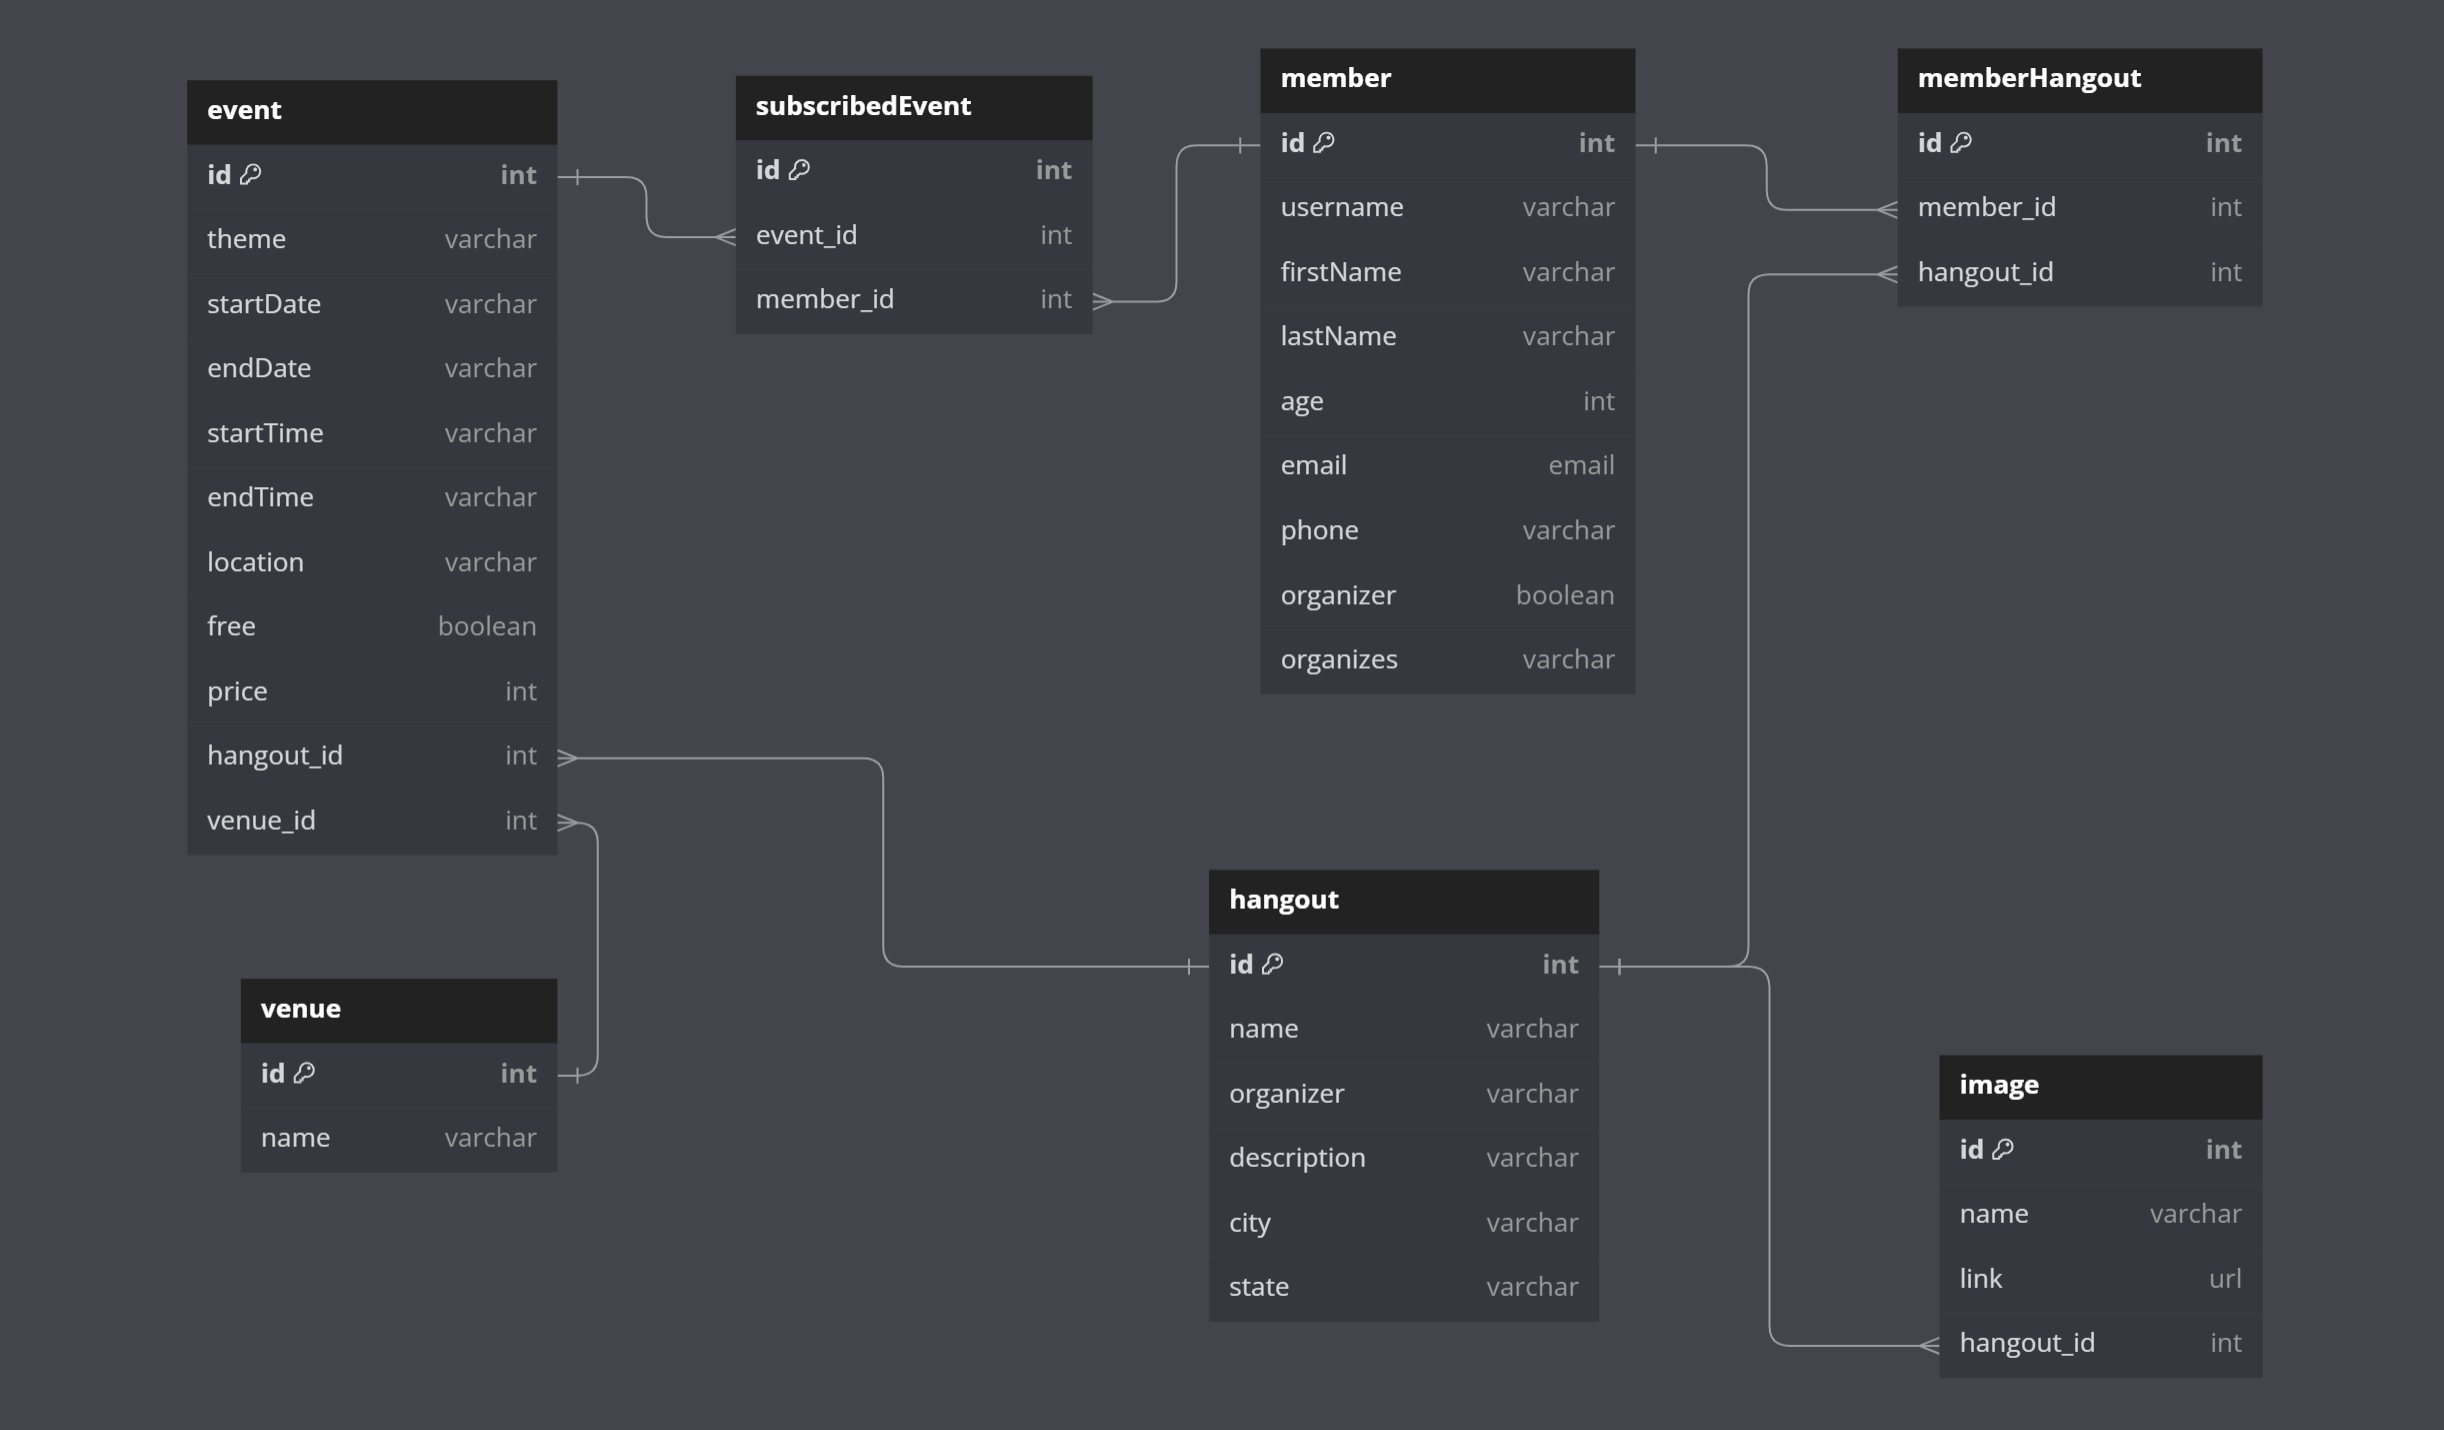 event
id int
theme varchar
startDate varchar
endDate varchar
startTime varchar
endTime varchar
location varchar
free boolean
price int
hangout_id int
venue_id int
subscribedEvent
id int
event_id int
member_id int
member
id int
username varchar
firstName varchar
lastName varchar
age int
email email
phone varchar
organizer boolean
organizes varchar
memberHangout
id int
member_id int
hangout_id int
venue
id int
name varchar
hangout
id int
name varchar
organizer varchar
description varchar
city varchar
state varchar
image
id int
name varchar
link url
hangout_id int